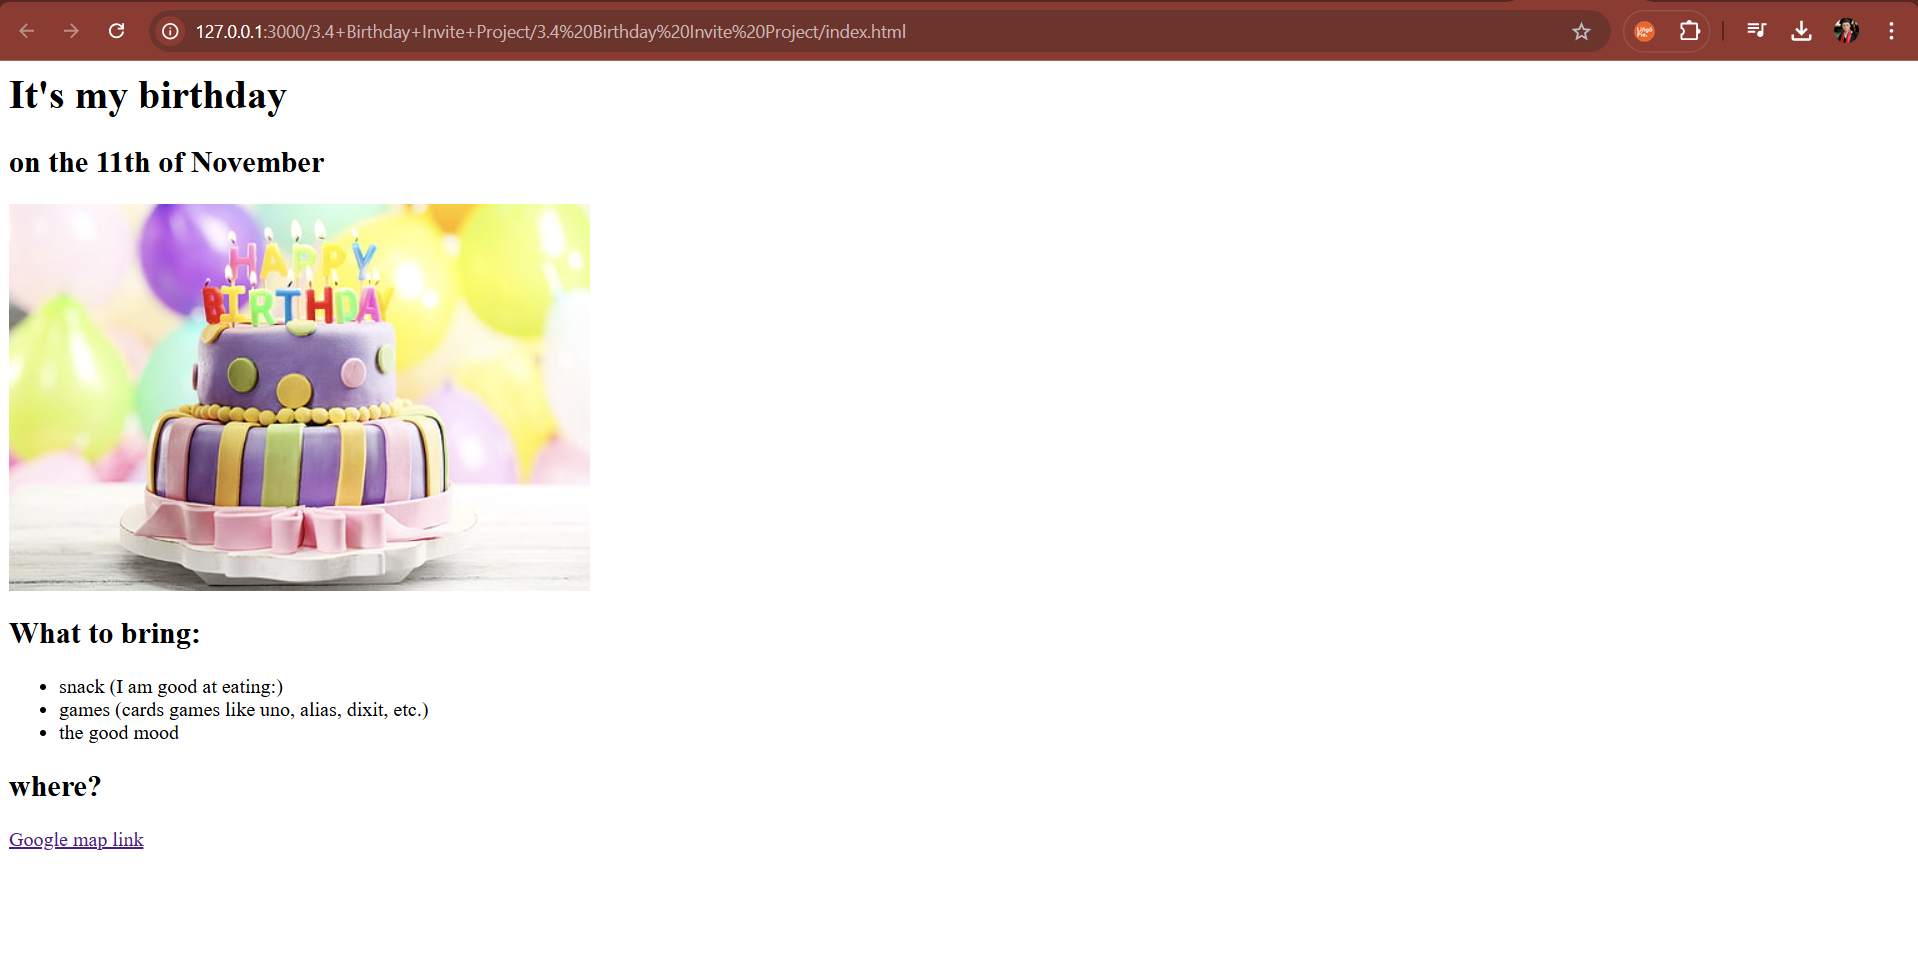 127.0.0.1:3000/3.4+Birthday+Invite+Project/3.4%20Birthday%20Invite%20Project/index.html
Lingo
Pie.
It's my birthday
on the 11th of November
HAPPY
BIRTHDAY
What to bring:
snack (I am good at eating:)
games (cards games like uno, alias, dixit, etc.)
the good mood
where?
Google map link